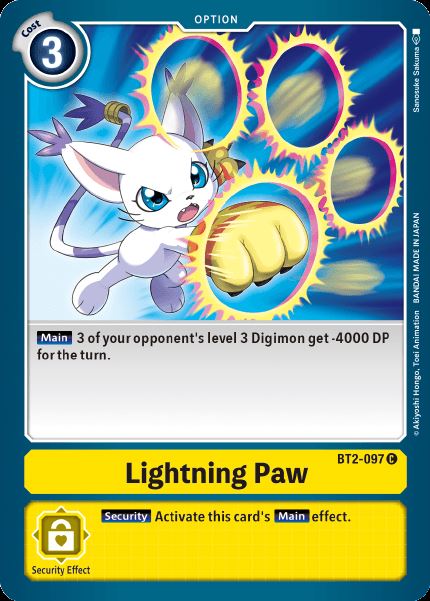 OPTION
Cost
3
Sanosuke Sakuma
Main 3 of your opponent's level 3 Digimon get -4000 DP
for the turn.
©Akiyoshi Hongo, Toei Animation BANDAI MADE IN JAPAN
BT2-097 C
Lightning Paw
Security Activate this card's Main effect.
Security Effect